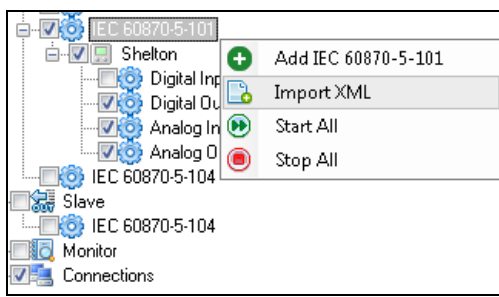 IEC 60870-5-101
Shelton
Digital Inp
Digital Ou
Analog In
Analog O
IEC 60870-5-104
Slave
IEC 60870-5-104
Monitor
Connections
Add IEC 60870-5-101
Import XML
Start All
Stop All